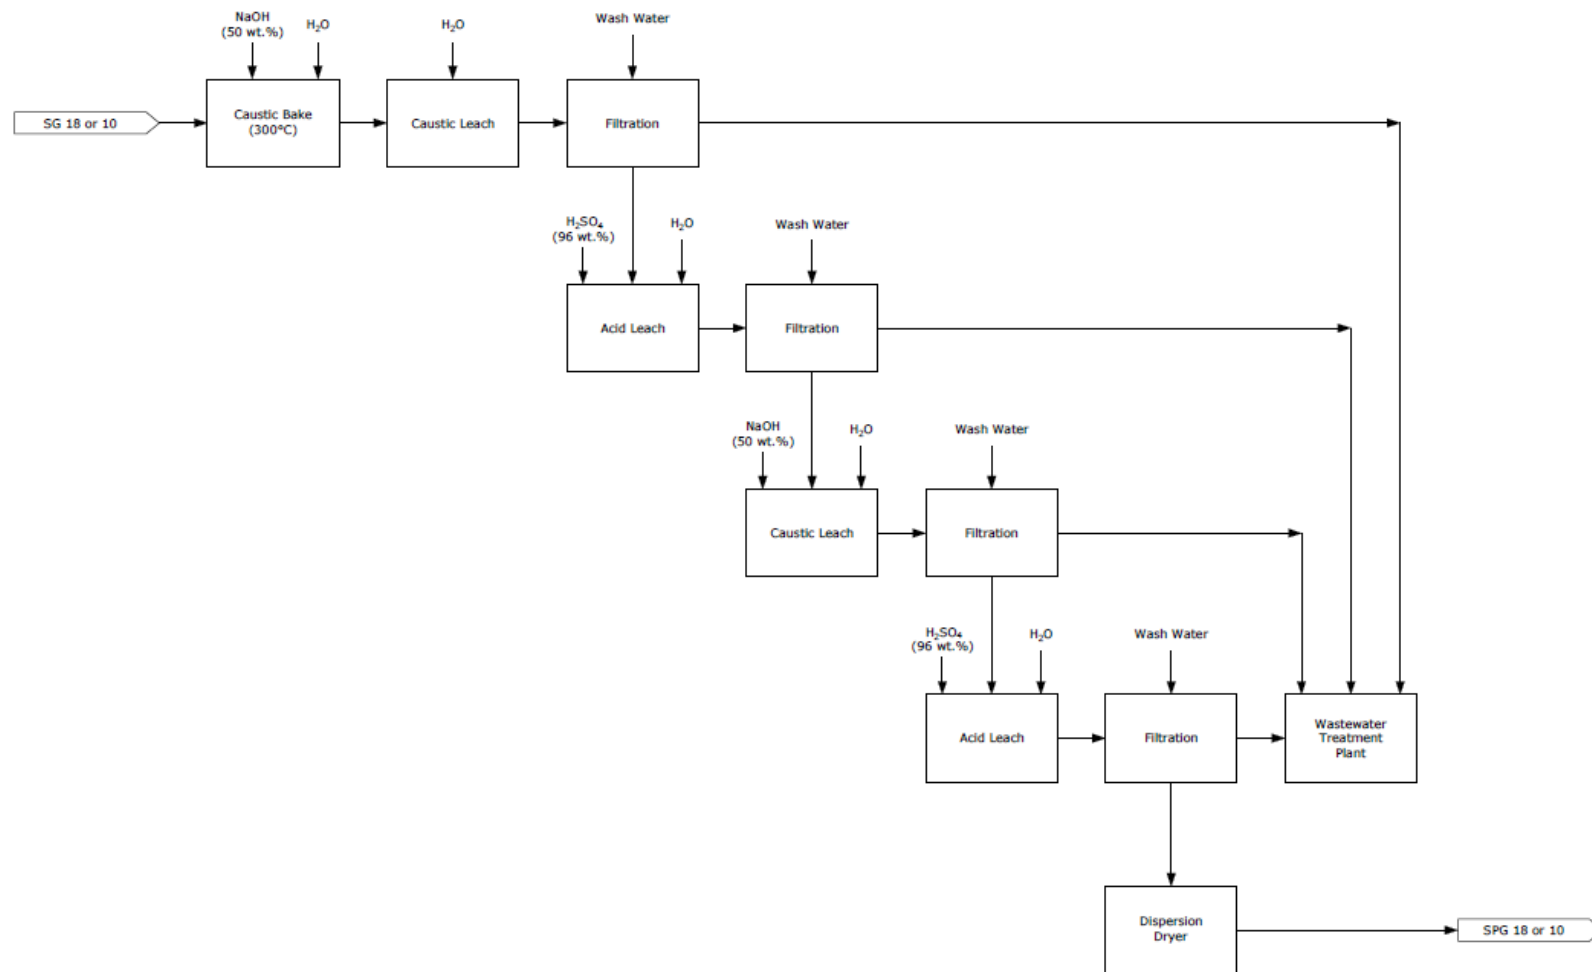 NaOH
(50 wt.%)
H₂O
H₂O
Wash Water
SG 18 or 10
Caustic Bake
(300°C)
Caustic Leach
Filtration
H₂SO₄
(96 wt.%)
H₂O
Wash Water
Acid Leach
Filtration
NaOH
(50 wt.%)
H₂O
Wash Water
Caustic Leach
Filtration
H₂SO₄
(96 wt.%)
H₂O
Wash Water
Acid Leach
Filtration
Wastewater
Treatment
Plant
Dispersion
Dryer
SPG 18 or 10